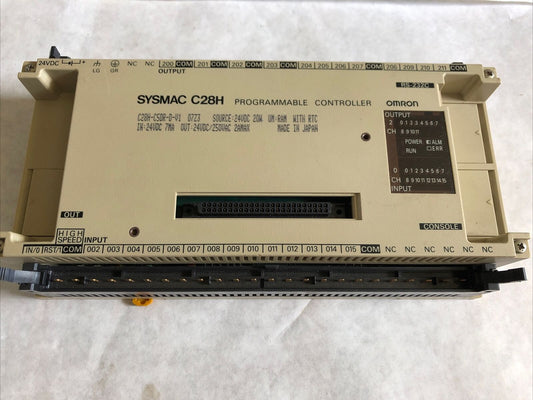 24VDC LG GR NC NC 200 COM 201 COM 202 COM 203 COM 204 205 206 207 COM 208 209 210 211 COM
OUTPUT
RS-232C
SYSMAC C28H PROGRAMMABLE CONTROLLER OMRON
C28H-C5DR-D-V1 07Z3 SOURCE:24VDC 20W UM-RAM WITH RTC
IN:24VDC 7MA OUT:24VDC/250VAC 2AMAX MADE IN JAPAN
OUTPUT
2 0 1 2 3 4 5 6 7
CH 8 9 10 11
POWER ALM
RUN ERR
0 0 1 2 3 4 5 6 7
CH 8 9 10 11 12 13 14 15
INPUT
OUT
CONSOLE
HIGH
SPEED INPUT
IN/0 RST/1 COM 002 003 004 005 006 007 008 009 010 011 012 013 014 015 COM NC NC NC NC NC NC